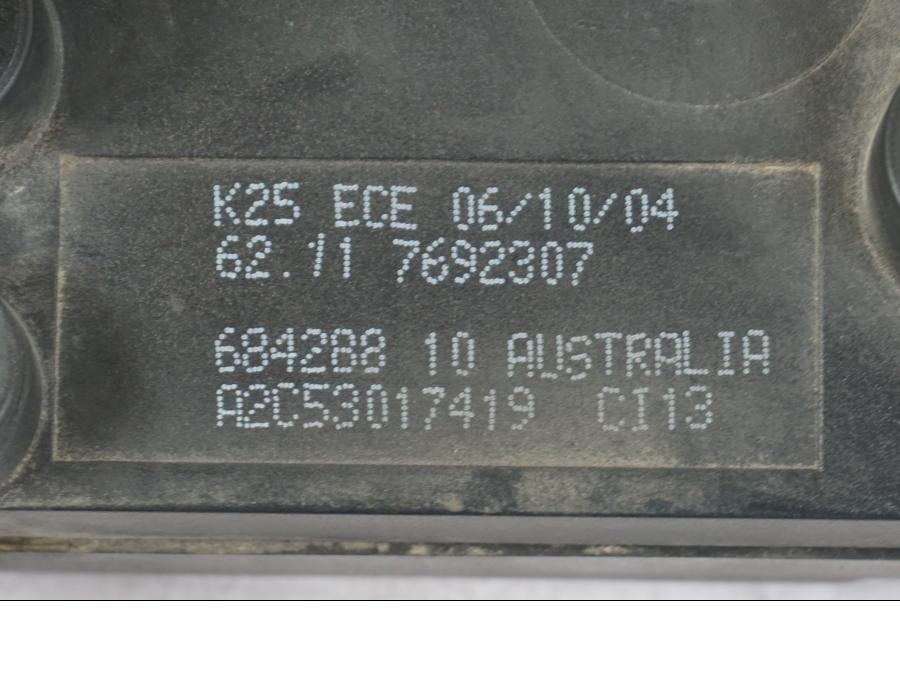 K25 ECE 06/10/04
62.11 7692307
684288 10 AUSTRALIA
A2C53017419 CI13